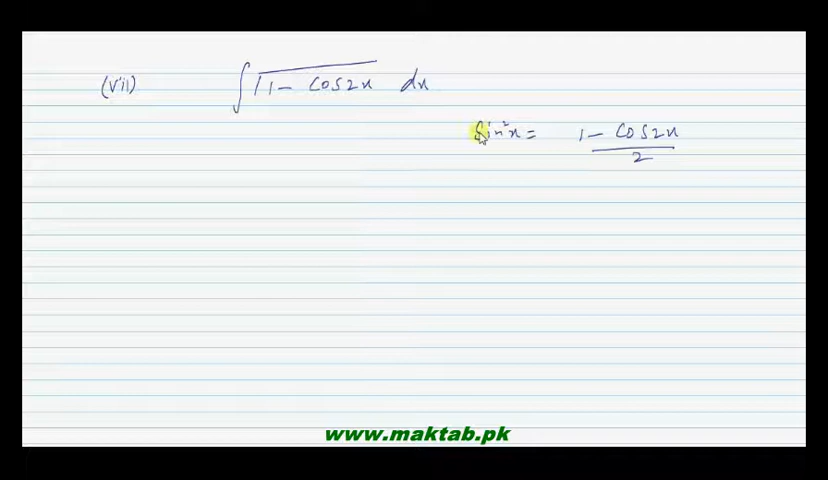 (vii) ∫√1 - Cos2x dx
Sin²x = 1 - Cos2x / 2
www.maktab.pk